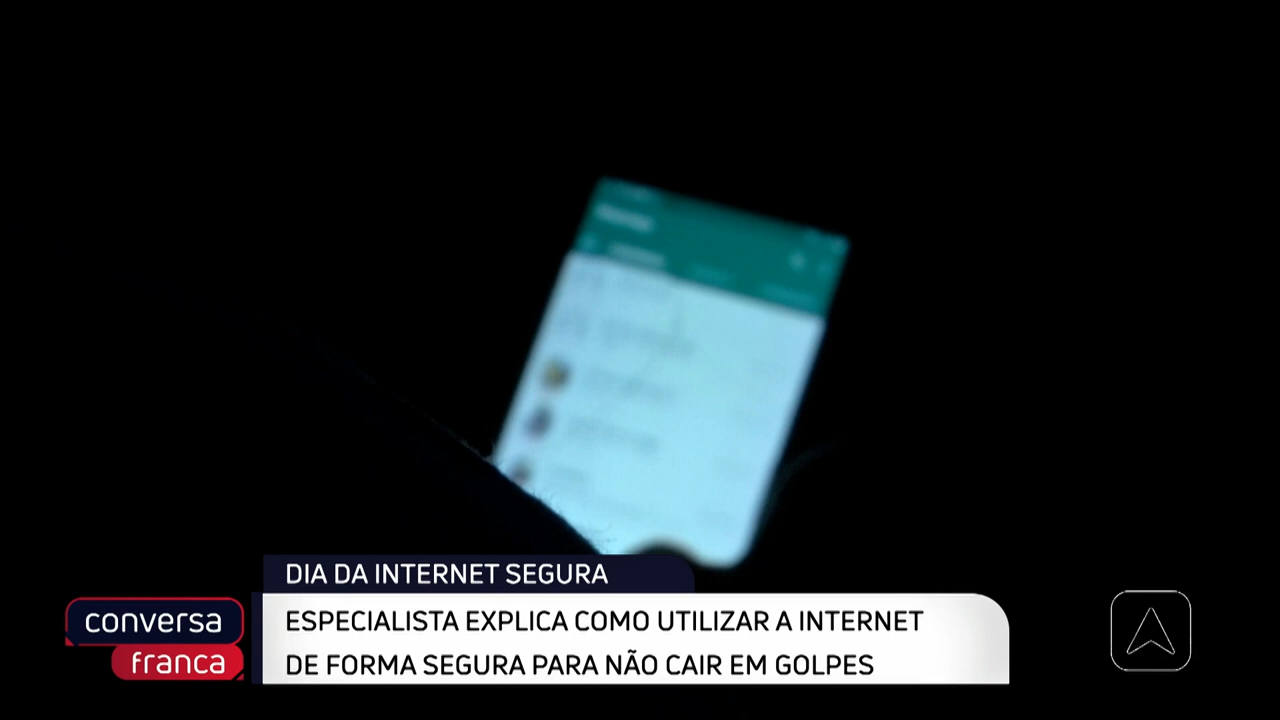 DIA DA INTERNET SEGURA
ESPECIALISTA EXPLICA COMO UTILIZAR A INTERNET
DE FORMA SEGURA PARA NÃO CAIR EM GOLPES
conversa
franca